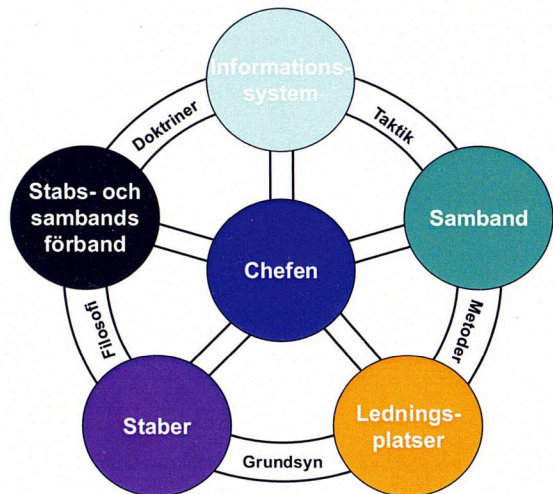 Informations-
system
Doktriner
Taktik
Stabs- och
sambands
förband
Samband
Chefen
Filosofi
Metoder
Staber
Lednings-
platser
Grundsyn